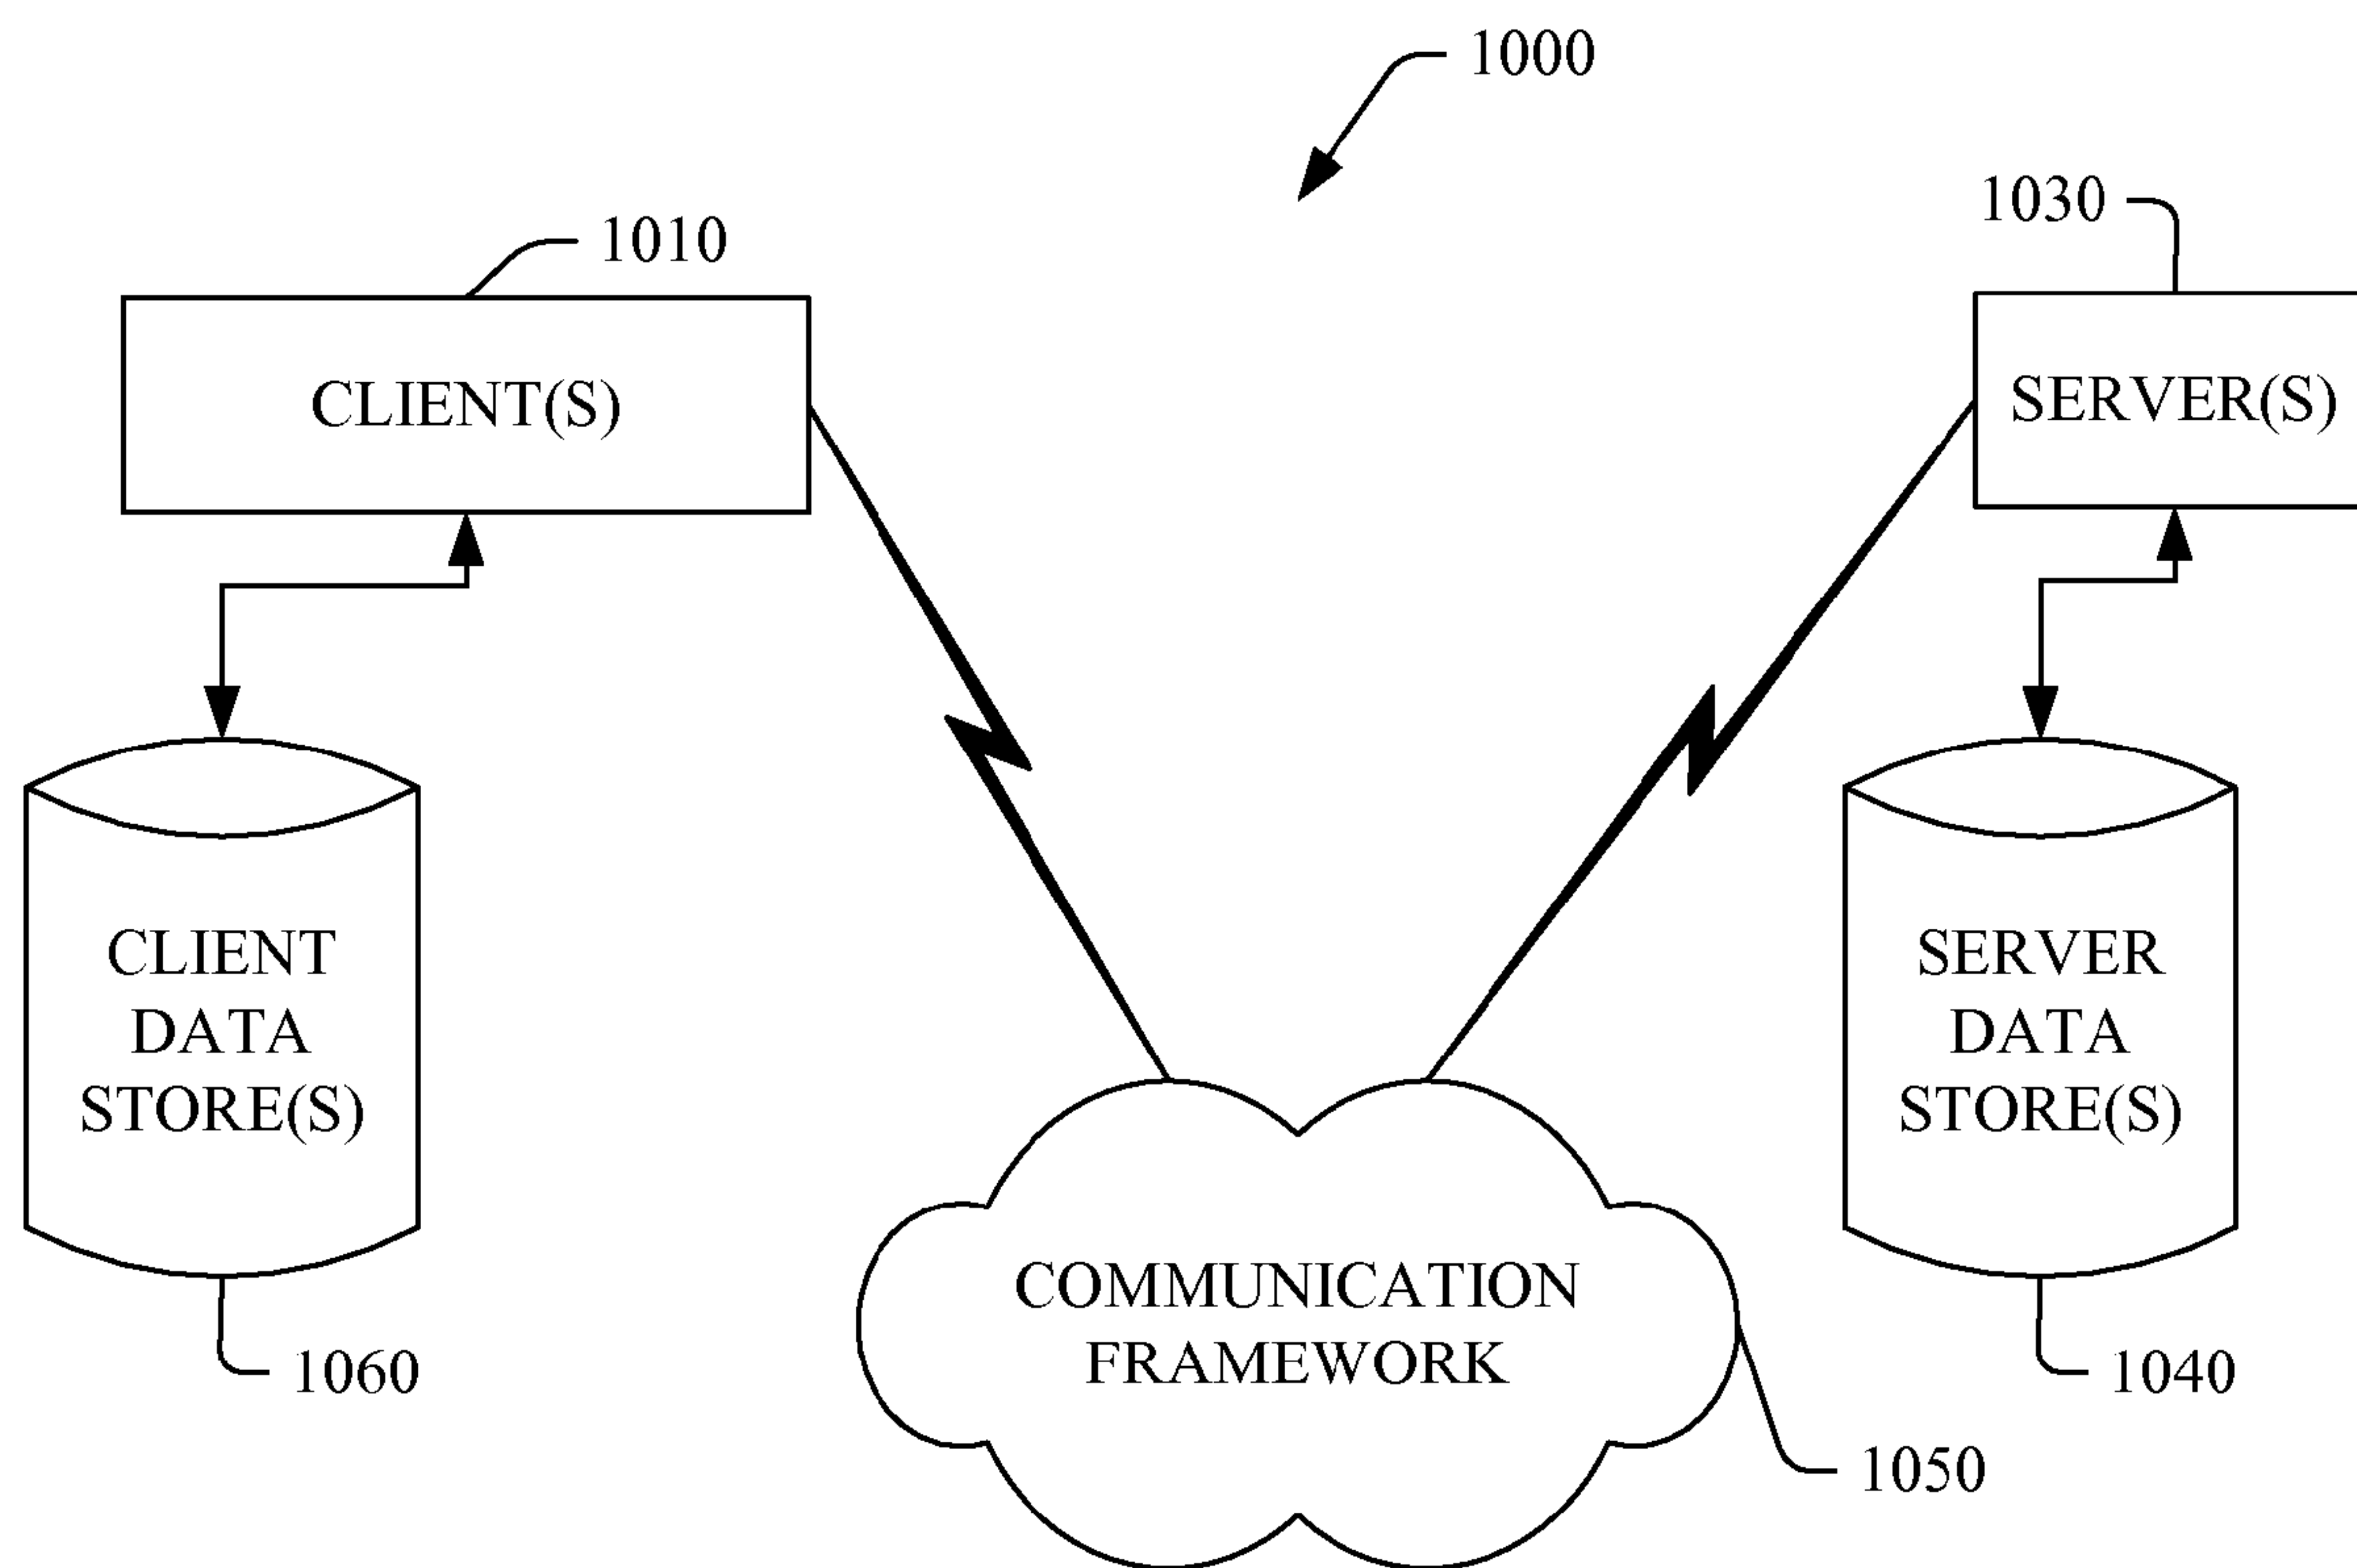 1000
1010
1030
CLIENT(S)
SERVER(S)
CLIENT
DATA
STORE(S)
SERVER
DATA
STORE(S)
COMMUNICATION
FRAMEWORK
1060
1040
1050